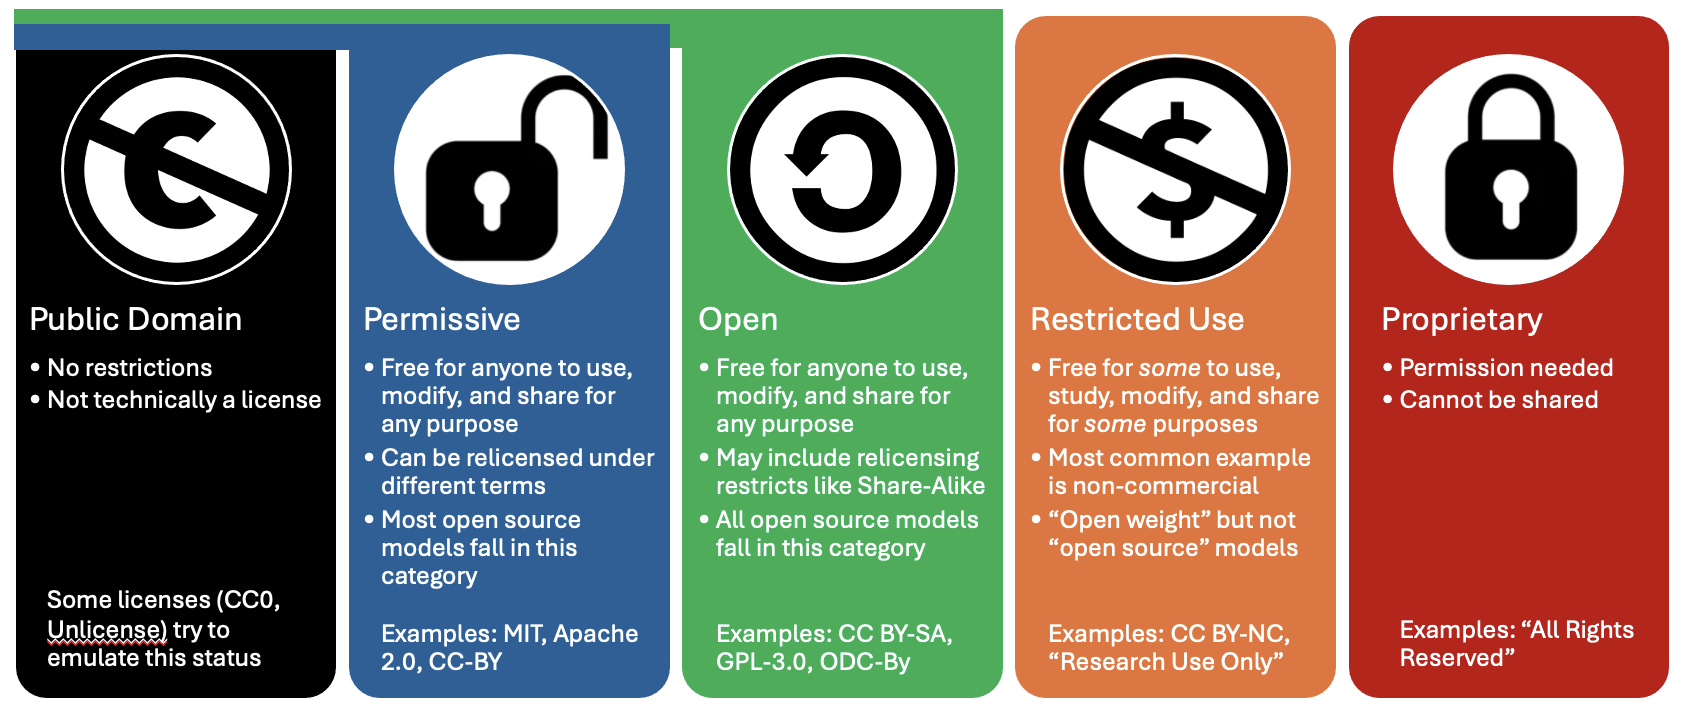 Public Domain
• No restrictions
• Not technically a license
Some licenses (CC0,
Unlicense) try to
emulate this status
Permissive
• Free for anyone to use,
modify, and share for
any purpose
• Can be relicensed under
different terms
• Most open source
models fall in this
category
Examples: MIT, Apache
2.0, CC-BY
Open
• Free for anyone to use,
modify, and share for
any purpose
• May include relicensing
restricts like Share-Alike
• All open source models
fall in this category
Examples: CC BY-SA,
GPL-3.0, ODC-By
Restricted Use
• Free for some to use,
study, modify, and share
for some purposes
• Most common example
is non-commercial
• “Open weight” but not
“open source” models
Examples: CC BY-NC,
“Research Use Only”
Proprietary
• Permission needed
• Cannot be shared
Examples: “All Rights
Reserved”